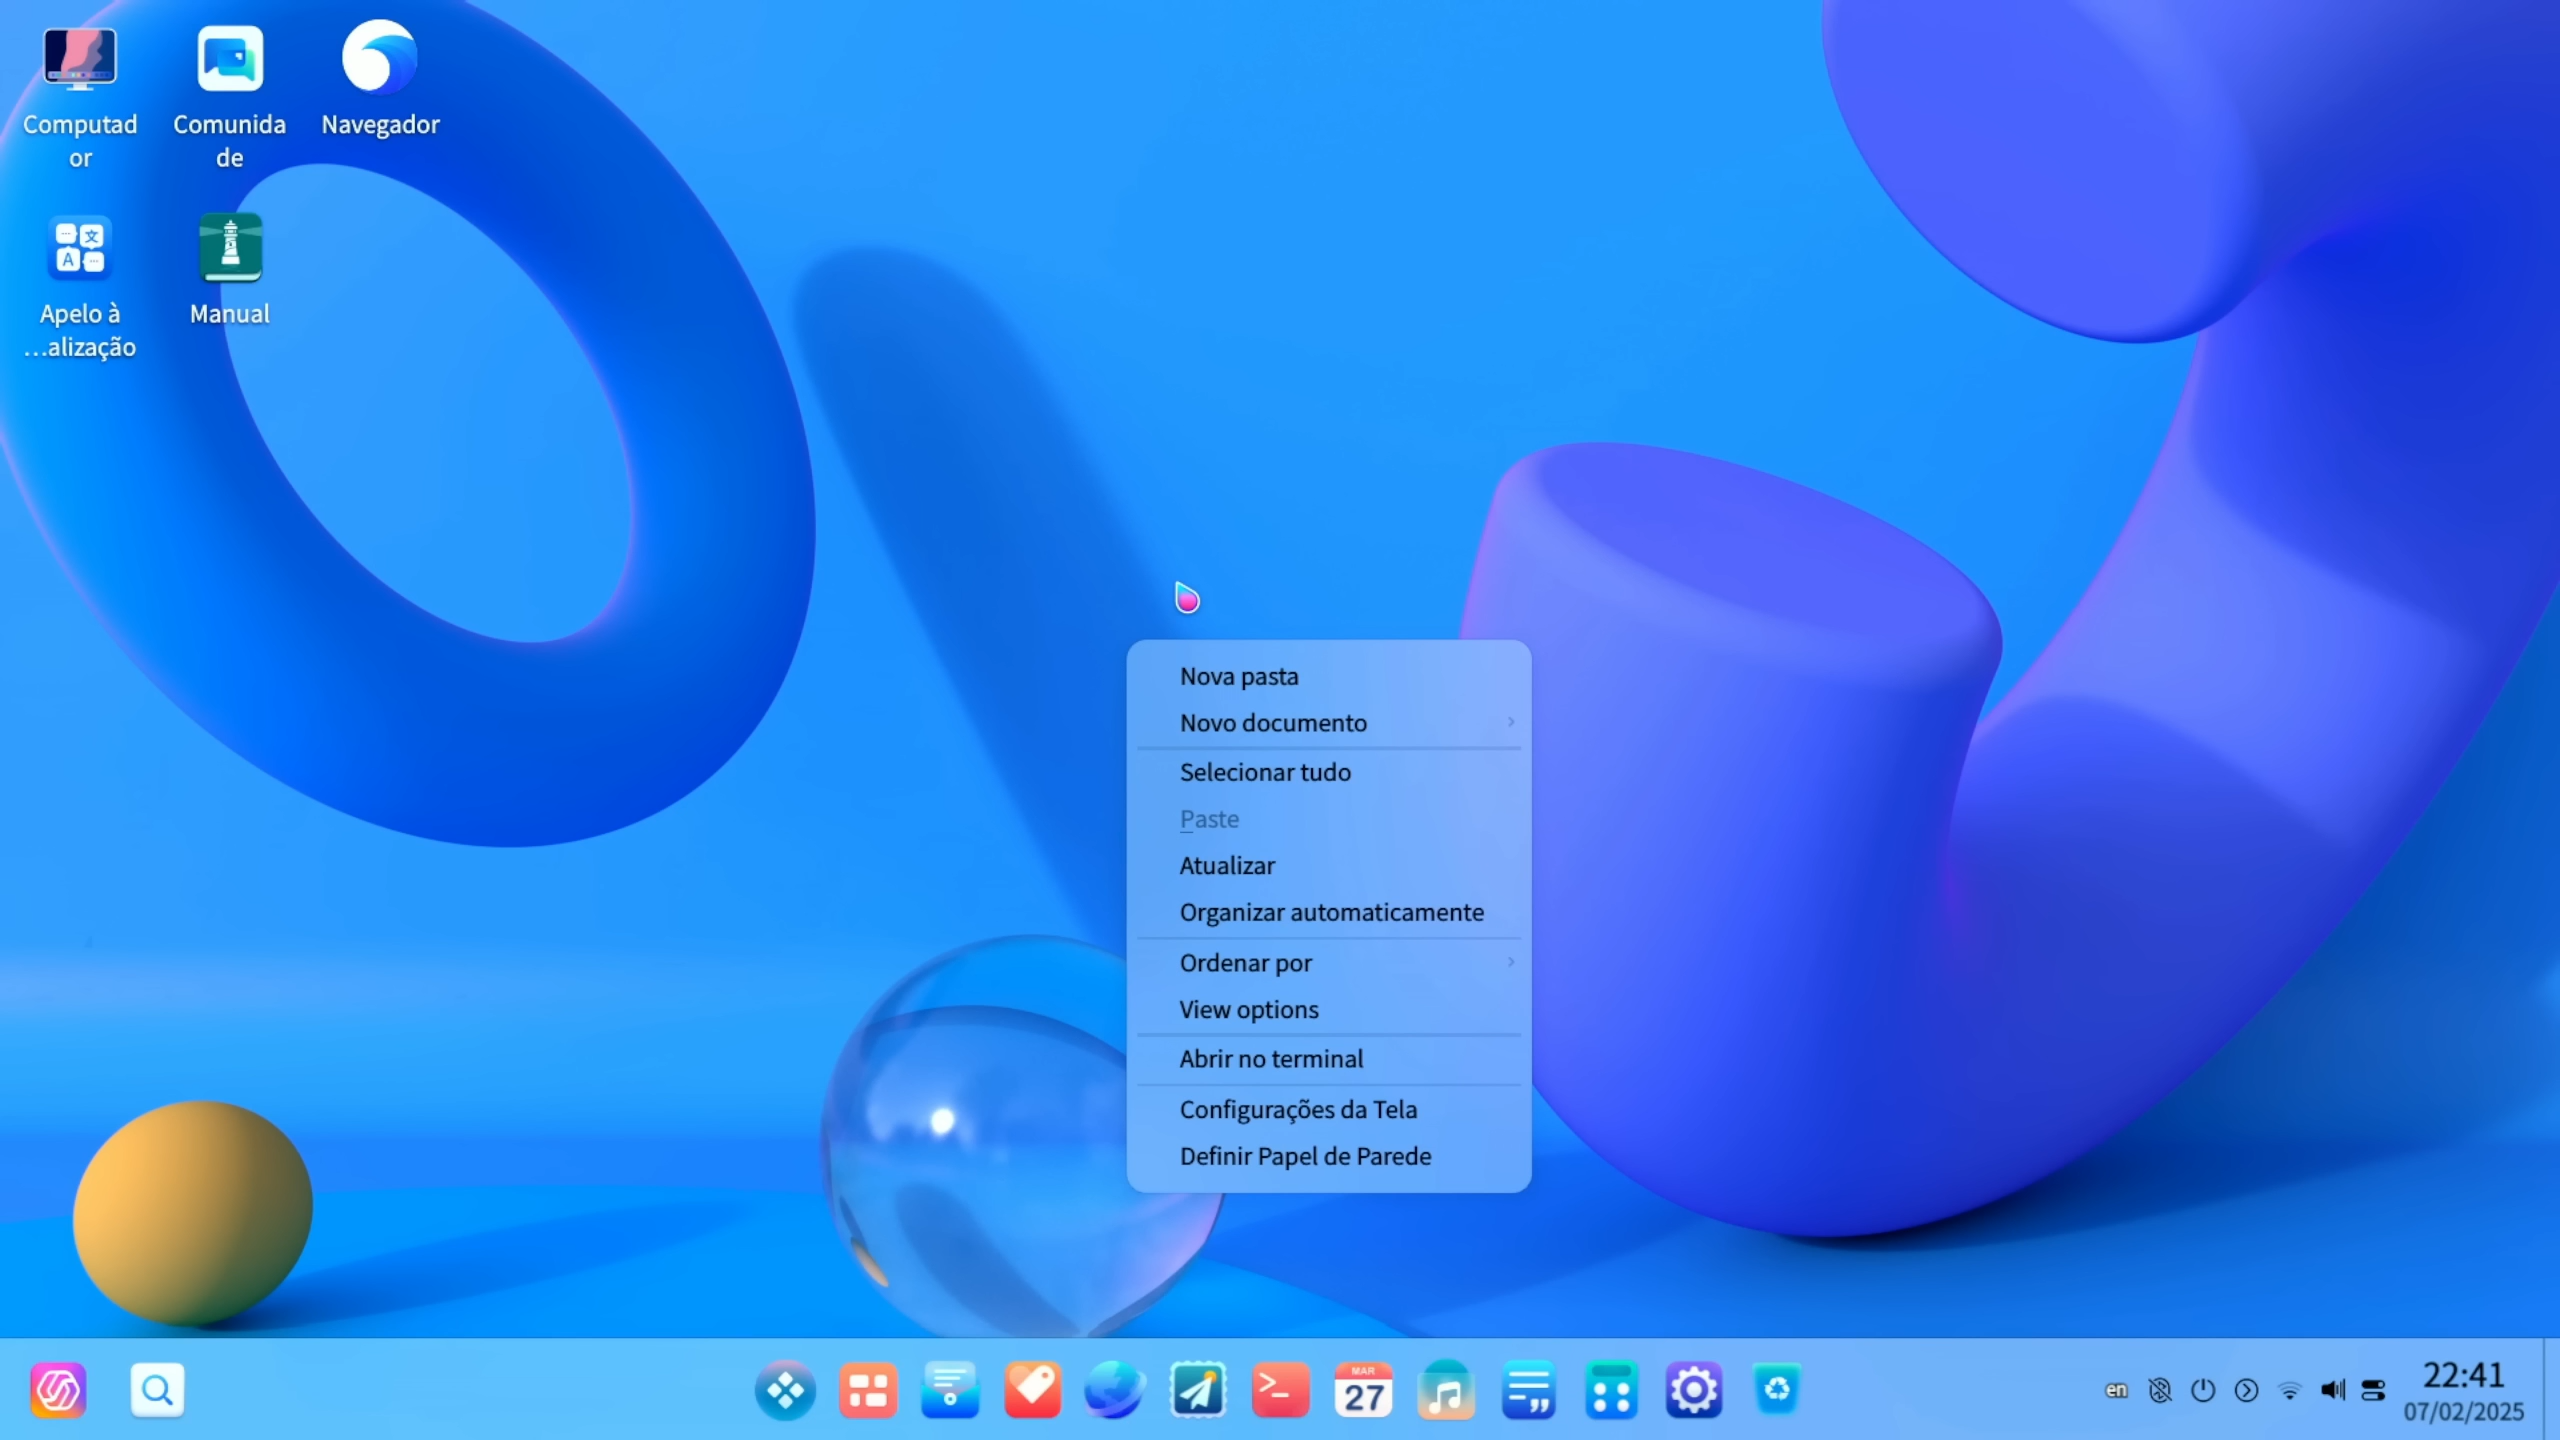 Computad
or
Comunida
de
Navegador
文
A
Apelo à
…alização
Manual
Nova pasta
Novo documento
Selecionar tudo
Paste
Atualizar
Organizar automaticamente
Ordenar por
View options
Abrir no terminal
Configurações da Tela
Definir Papel de Parede
MAR
27
en
22:41
07/02/2025